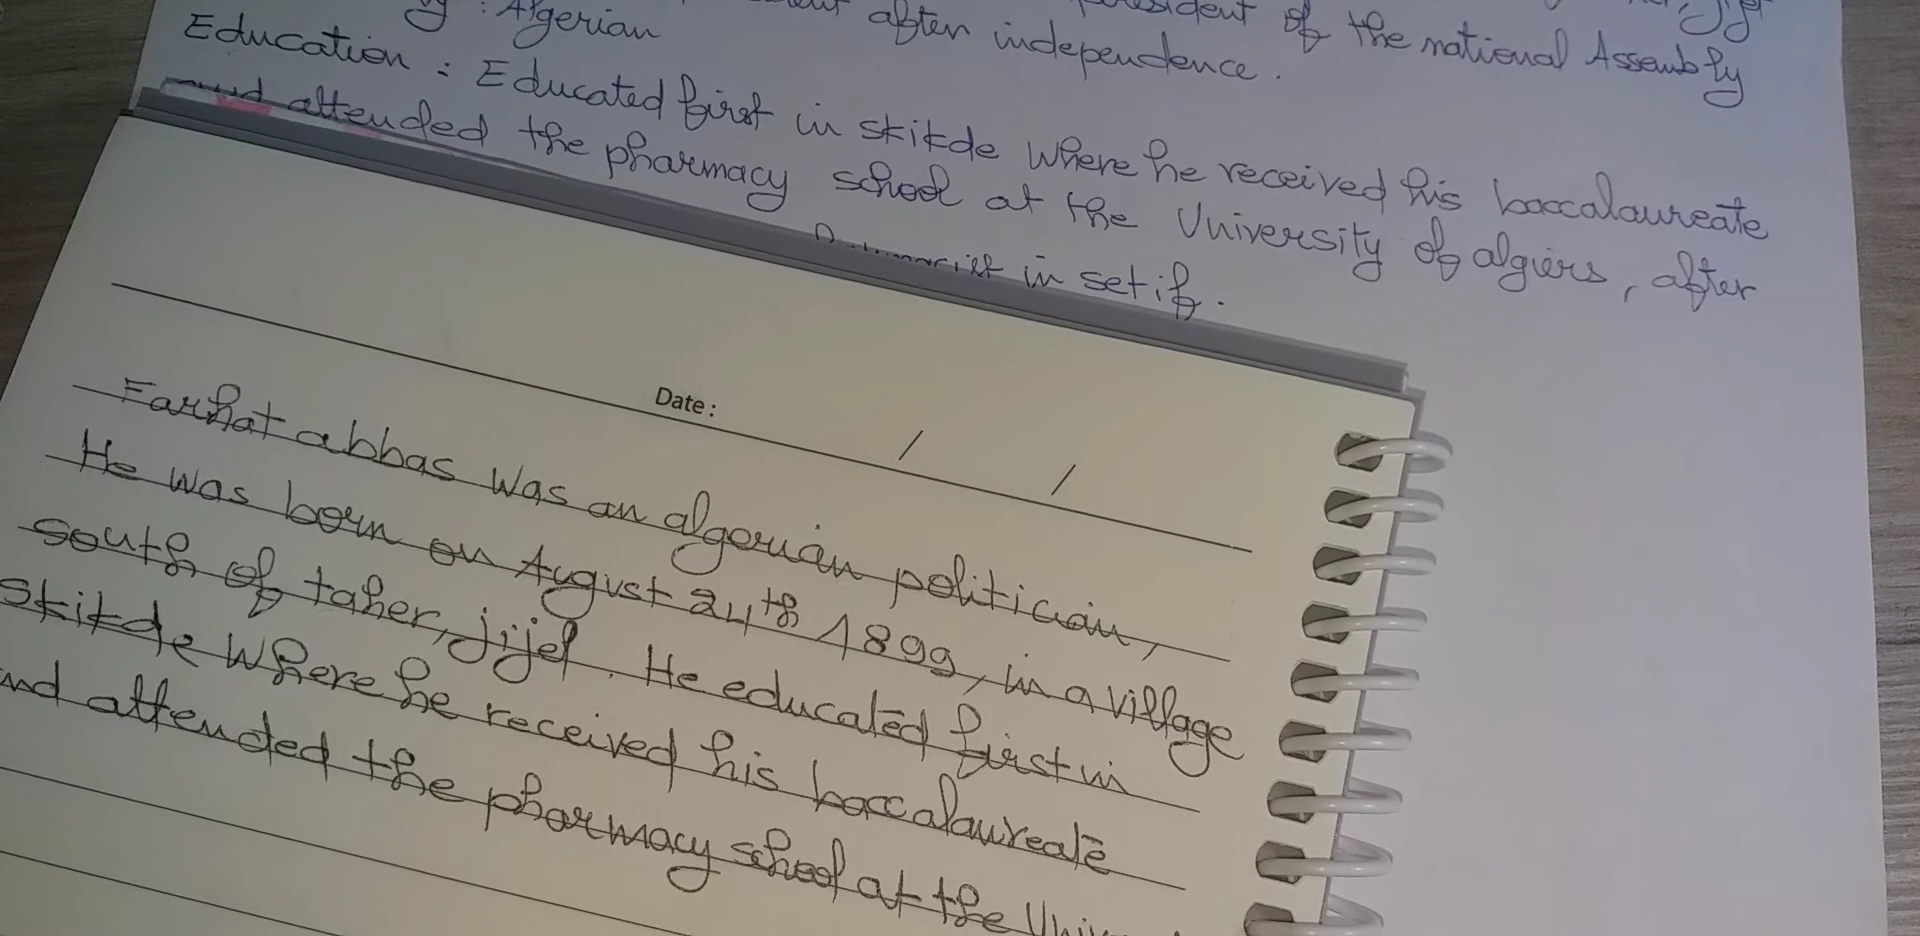 : Algerian after independence.
president of the national Assembly
Education : Educated first in skikde where he received his baccalaureate
and attended the pharmacy school at the University of algiers, after
in setif.
Date : / /
Farhat abbas was an algerian politician,
He was born on August 24th 1899, in a village
south of taher, jijel. He educated first in
skikde where he received his baccalaureate
and attended the pharmacy school at the